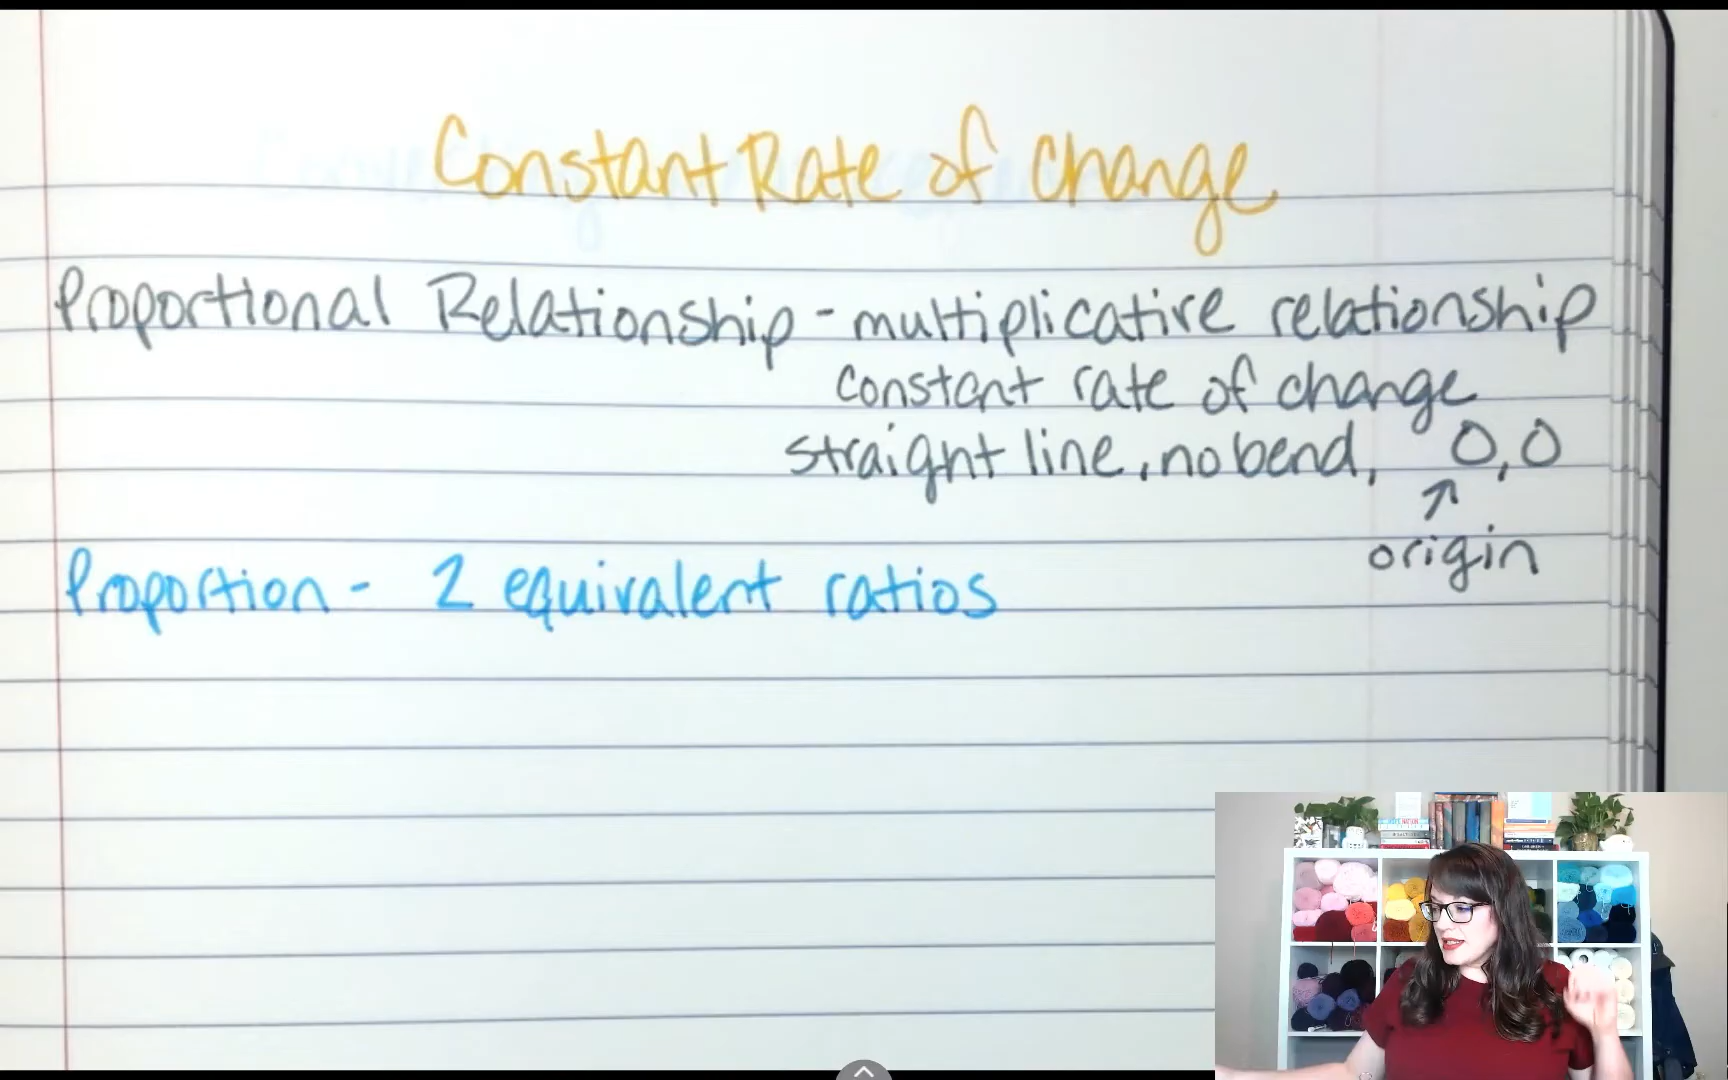 Constant Rate of Change
Proportional Relationship - multiplicative relationship
constant rate of change
straight line, no bend, 0,0
↗
origin
Proportion - 2 equivalent ratios